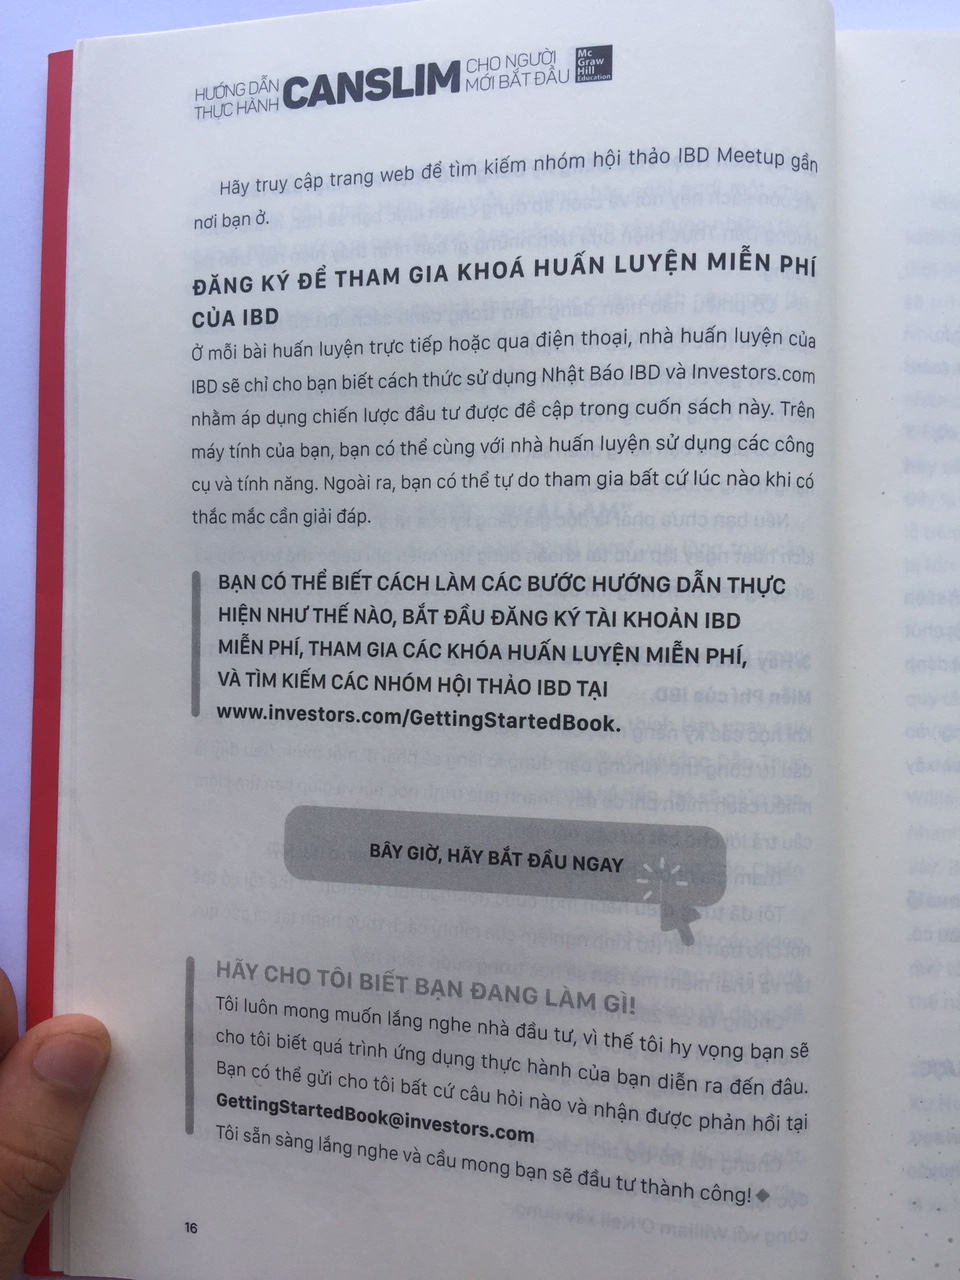 HƯỚNG DẪN
THỰC HÀNH
CANSLIM
CHO NGƯỜI
MỚI BẮT ĐẦU
Mc
Graw
Hill
Education
Hãy truy cập trang web để tìm kiếm nhóm hội thảo IBD Meetup gần
nơi bạn ở.
ĐĂNG KÝ ĐỂ THAM GIA KHOÁ HUẤN LUYỆN MIỄN PHÍ
CỦA IBD
Ở mỗi bài huấn luyện trực tiếp hoặc qua điện thoại, nhà huấn luyện của
IBD sẽ chỉ cho bạn biết cách thức sử dụng Nhật Báo IBD và Investors.com
nhằm áp dụng chiến lược đầu tư được đề cập trong cuốn sách này. Trên
máy tính của bạn, bạn có thể cùng với nhà huấn luyện sử dụng các công
cụ và tính năng. Ngoài ra, bạn có thể tự do tham gia bất cứ lúc nào khi có
thắc mắc cần giải đáp.
BẠN CÓ THỂ BIẾT CÁCH LÀM CÁC BƯỚC HƯỚNG DẪN THỰC
HIỆN NHƯ THẾ NÀO, BẮT ĐẦU ĐĂNG KÝ TÀI KHOẢN IBD
MIỄN PHÍ, THAM GIA CÁC KHÓA HUẤN LUYỆN MIỄN PHÍ,
VÀ TÌM KIẾM CÁC NHÓM HỘI THẢO IBD TẠI
www.investors.com/GettingStartedBook.
BÂY GIỜ, HÃY BẮT ĐẦU NGAY
HÃY CHO TÔI BIẾT BẠN ĐANG LÀM GÌ!
Tôi luôn mong muốn lắng nghe nhà đầu tư, vì thế tôi hy vọng bạn sẽ
cho tôi biết quá trình ứng dụng thực hành của bạn diễn ra đến đâu.
Bạn có thể gửi cho tôi bất cứ câu hỏi nào và nhận được phản hồi tại
GettingStartedBook@investors.com
Tôi sẵn sàng lắng nghe và cầu mong bạn sẽ đầu tư thành công!◆
16